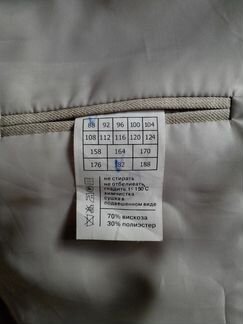 88 92 96 100 104
108 112 116 120 124
158 164 170
176 182 188
не стирать
не отбеливать
гладить t≤150°C
химчистка
сушка в
подвешенном виде
70% вискоза
30% полиэстер